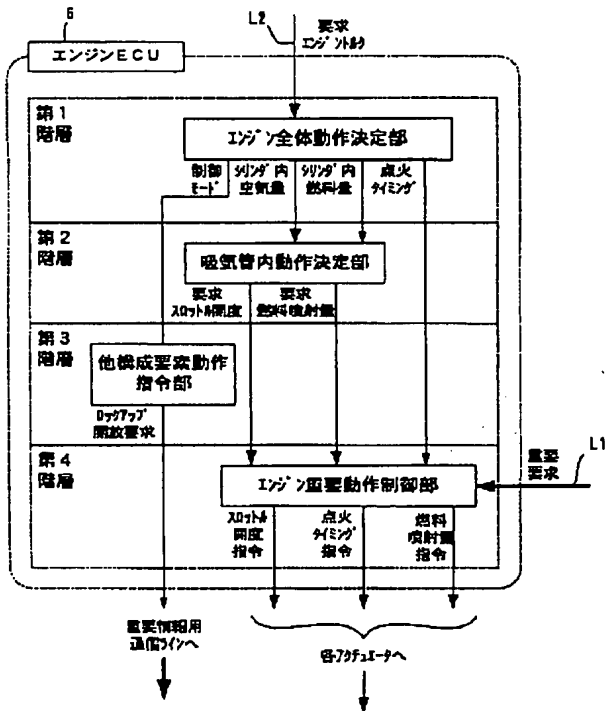 6
L2
要求
エンジントルク
エンジンECU
第1
階層
エンジン全体動作決定部
制御
モード
シリンダ内
空気量
シリンダ内
燃料量
点火
タイミング
第2
階層
吸気管内動作決定部
要求
スロットル開度
要求
燃料噴射量
第3
階層
他構成要素動作
指令部
ロックアップ
開放要求
第4
階層
エンジン重要動作制御部
重要
要求
L1
スロットル
開度
指令
点火
タイミング
指令
燃料
噴射量
指令
重要情報用
通信ラインへ
各アクチュエータへ